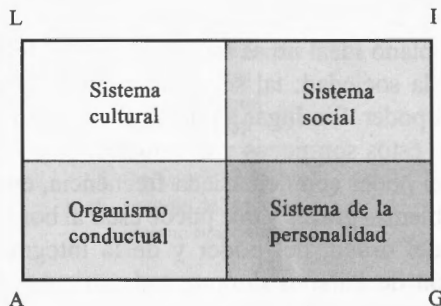 L I
Sistema
cultural
Sistema
social
Organismo
conductual
Sistema de la
personalidad
A G